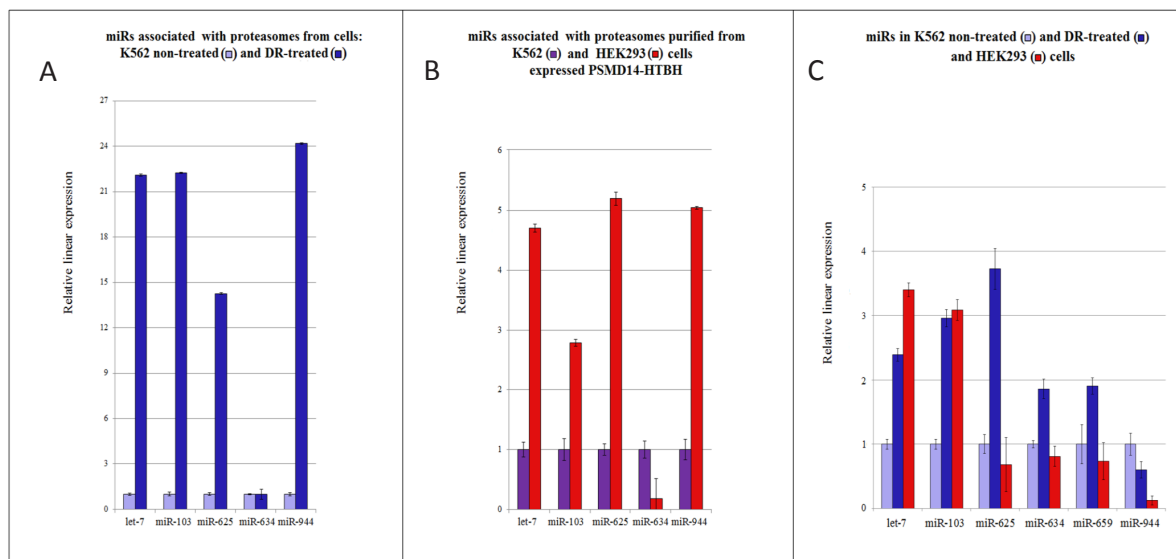 A
miRs associated with proteasomes from cells:
K562 non-treated (□) and DR-treated (■)
Relative linear expression
27
24
21
18
15
12
9
6
3
0
let-7 miR-103 miR-625 miR-634 miR-944
B
miRs associated with proteasomes purified from
K562 (■) and HEK293 (■) cells
expressed PSMD14-HTBH
Relative linear expression
6
5
4
3
2
1
0
let-7 miR-103 miR-625 miR-634 miR-944
C
miRs in K562 non-treated (□) and DR-treated (■)
and HEK293 (■) cells
Relative linear expression
5
4
3
2
1
0
let-7 miR-103 miR-625 miR-634 miR-659 miR-944